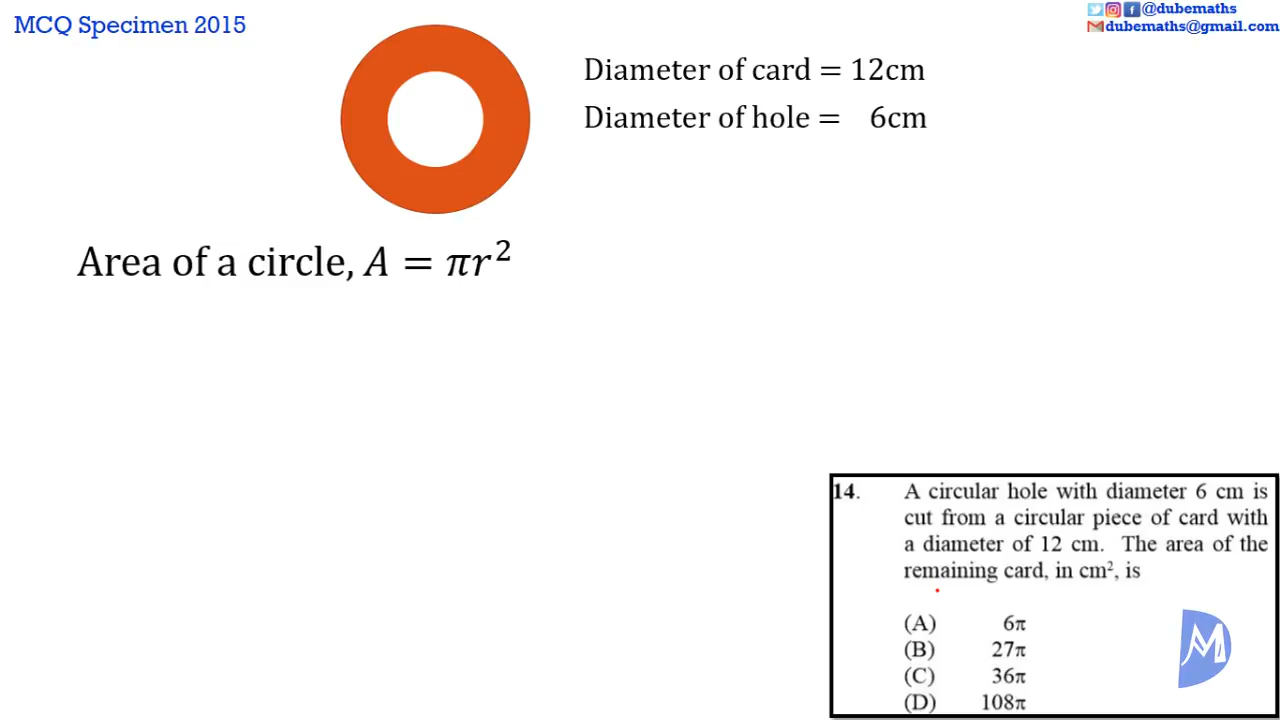 MCQ Specimen 2015
@dubemaths
dubemaths@gmail.com
Diameter of card = 12cm
Diameter of hole = 6cm
Area of a circle, A = πr²
14. A circular hole with diameter 6 cm is
cut from a circular piece of card with
a diameter of 12 cm. The area of the
remaining card, in cm², is
(A) 6π
(B) 27π
(C) 36π
(D) 108π
M